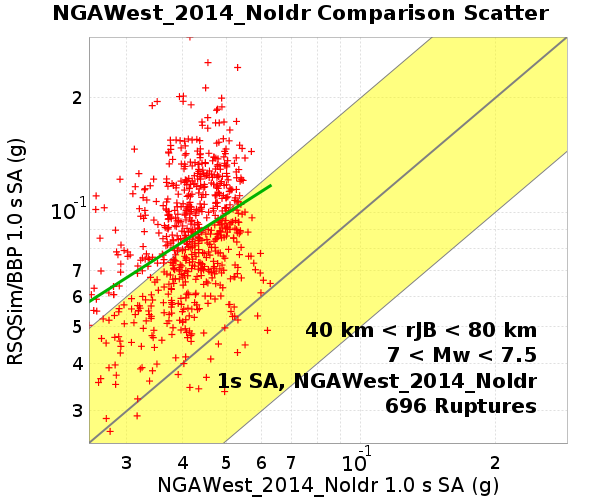 NGAWest_2014_NoIdr Comparison Scatter
RSQSim/BBP 1.0 s SA (g)
2
10-1
7
6
5
4
3
40 km < rJB < 80 km
7 < Mw < 7.5
1s SA, NGAWest_2014_NoIdr
696 Ruptures
3 4 5 6 7 10-1 2
NGAWest_2014_NoIdr 1.0 s SA (g)